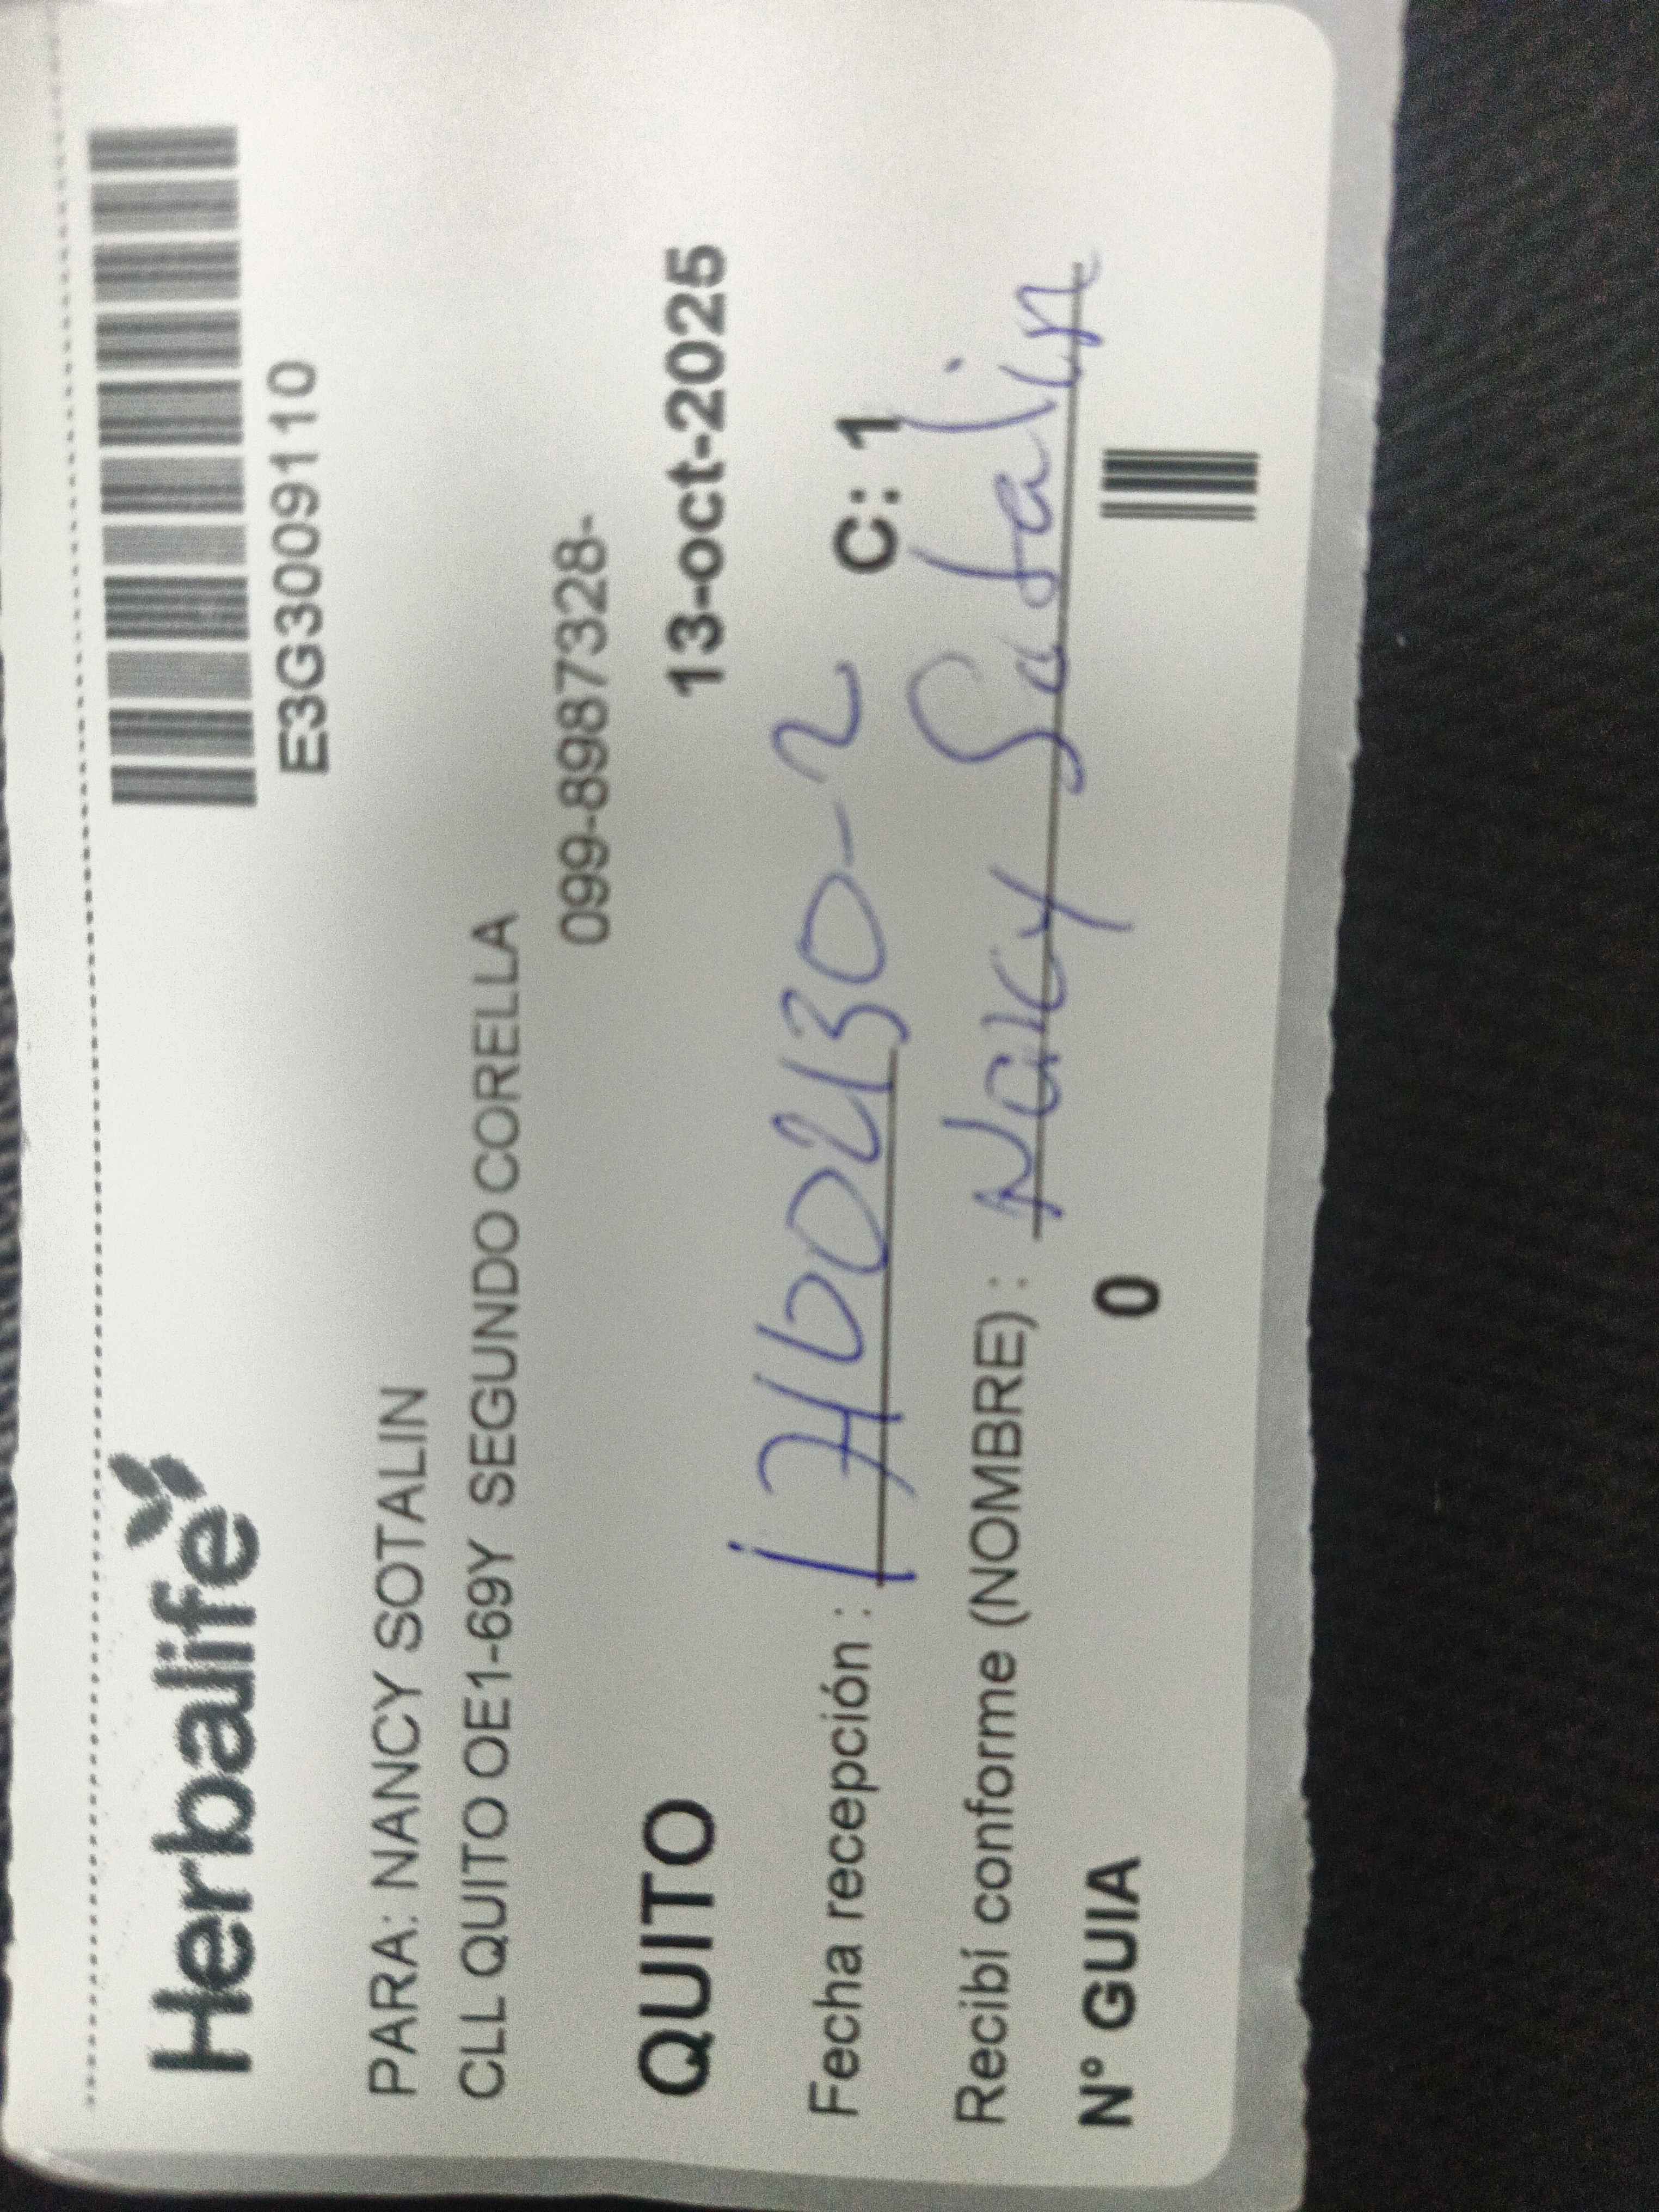 Herbalife
E3G3009110
PARA: NANCY SOTALIN
CLL QUITO OE1-69Y SEGUNDO CORELLA
099-8987328-
QUITO 13-oct-2025
Fecha recepción : C: 1
Recibí conforme (NOMBRE) : Nancy Sotalin
N° GUIA 0